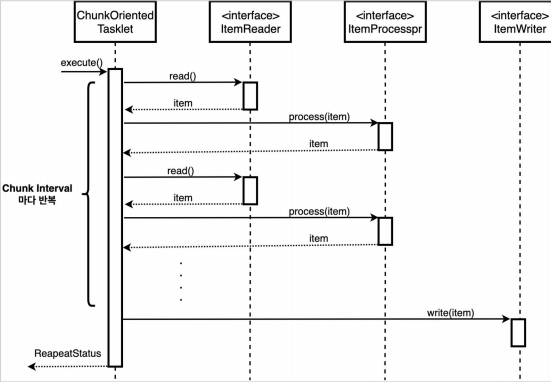 ChunkOriented
Tasklet
<interface>
ItemReader
<interface>
ItemProcesspr
<interface>
ItemWriter
execute()
read()
item
process(item)
item
read()
item
process(item)
item
Chunk Interval
마다 반복
write(item)
ReapeatStatus